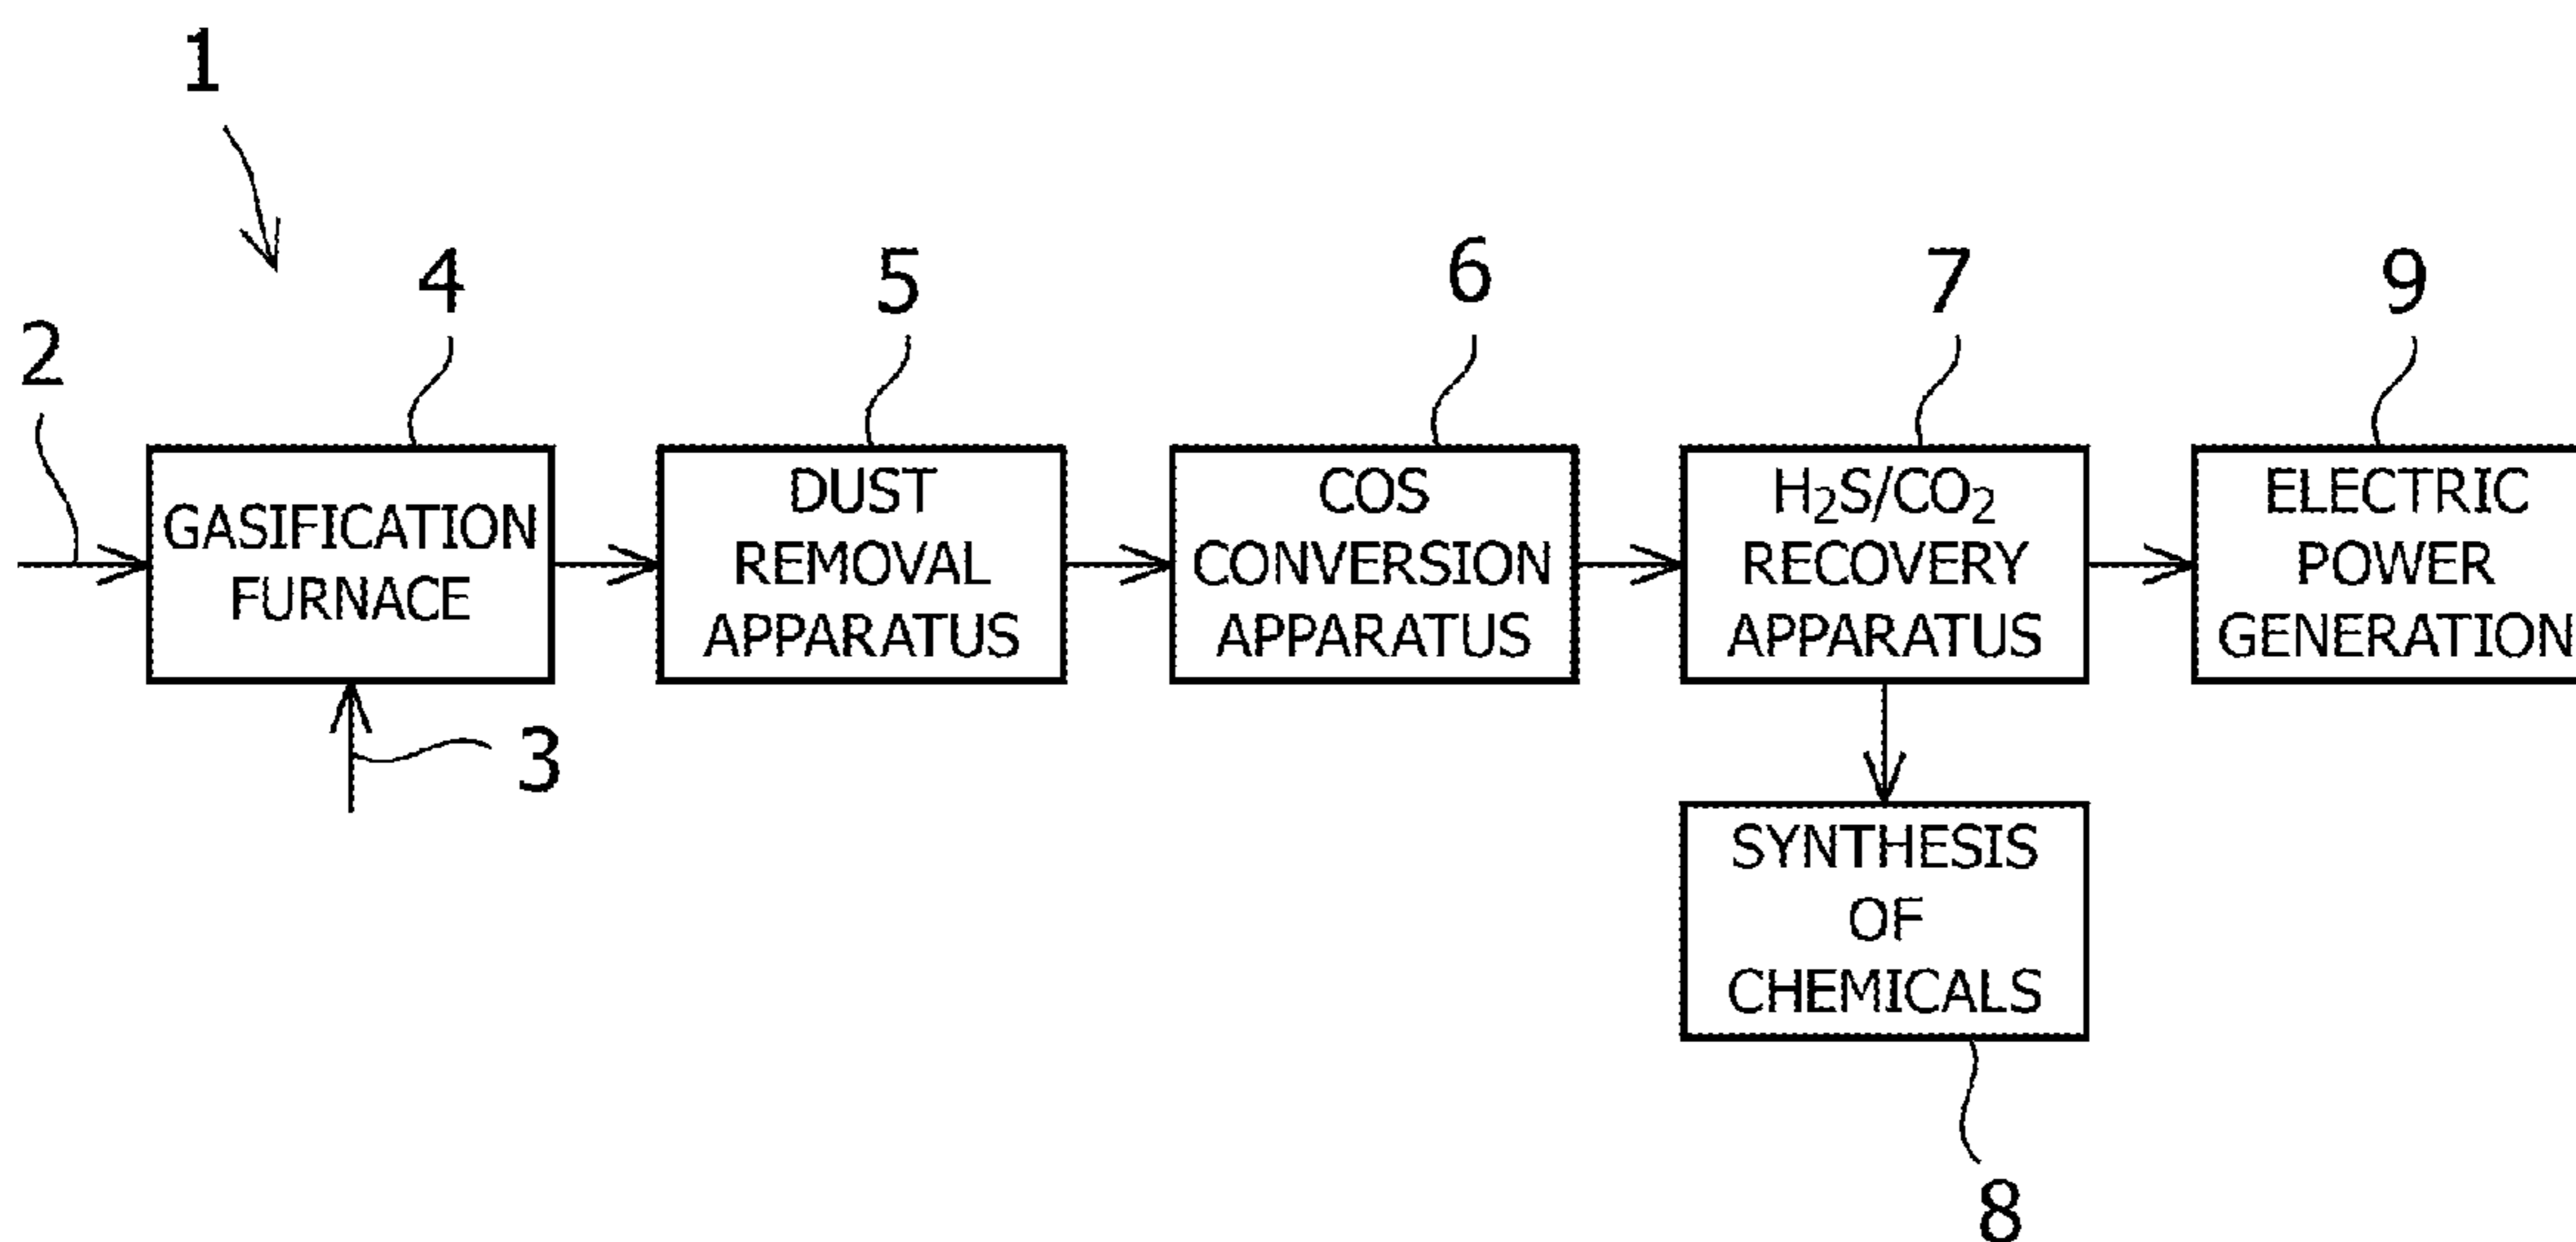 1
2
4
5
6
7
9
GASIFICATION
FURNACE
DUST
REMOVAL
APPARATUS
COS
CONVERSION
APPARATUS
H₂S/CO₂
RECOVERY
APPARATUS
ELECTRIC
POWER
GENERATION
3
SYNTHESIS
OF
CHEMICALS
8